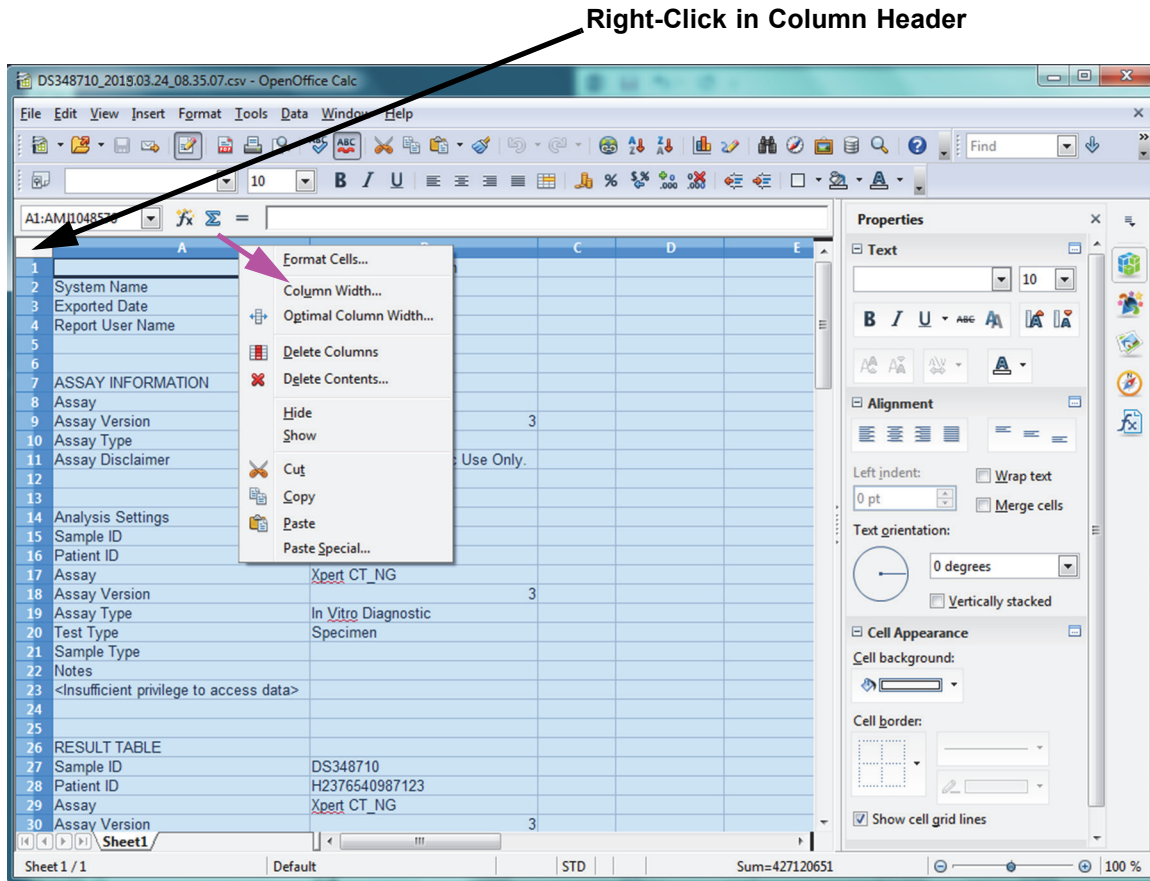 Right-Click in Column Header
DS348710_2015.03.24_08.35.07.csv - OpenOffice Calc
File Edit View Insert Format Tools Data Window Help
Find
10
B I U
A1:AMJ1048576
A B C D E
1
2 System Name
3 Exported Date
4 Report User Name
5
6
7 ASSAY INFORMATION
8 Assay
9 Assay Version 3
10 Assay Type
11 Assay Disclaimer Use Only.
12
13
14 Analysis Settings
15 Sample ID
16 Patient ID
17 Assay Xpert CT_NG
18 Assay Version 3
19 Assay Type In Vitro Diagnostic
20 Test Type Specimen
21 Sample Type
22 Notes
23 <Insufficient privilege to access data>
24
25
26 RESULT TABLE
27 Sample ID DS348710
28 Patient ID H2376540987123
29 Assay Xpert CT_NG
30 Assay Version 3
Format Cells...
Column Width...
Optimal Column Width...
Delete Columns
Delete Contents...
Hide
Show
Cut
Copy
Paste
Paste Special...
Properties
Text
10
B I U ABC
Alignment
Left indent:
Wrap text
0 pt
Merge cells
Text orientation:
0 degrees
Vertically stacked
Cell Appearance
Cell background:
Cell border:
Show cell grid lines
Sheet1
Sheet 1 / 1 Default STD Sum=427120651 100 %